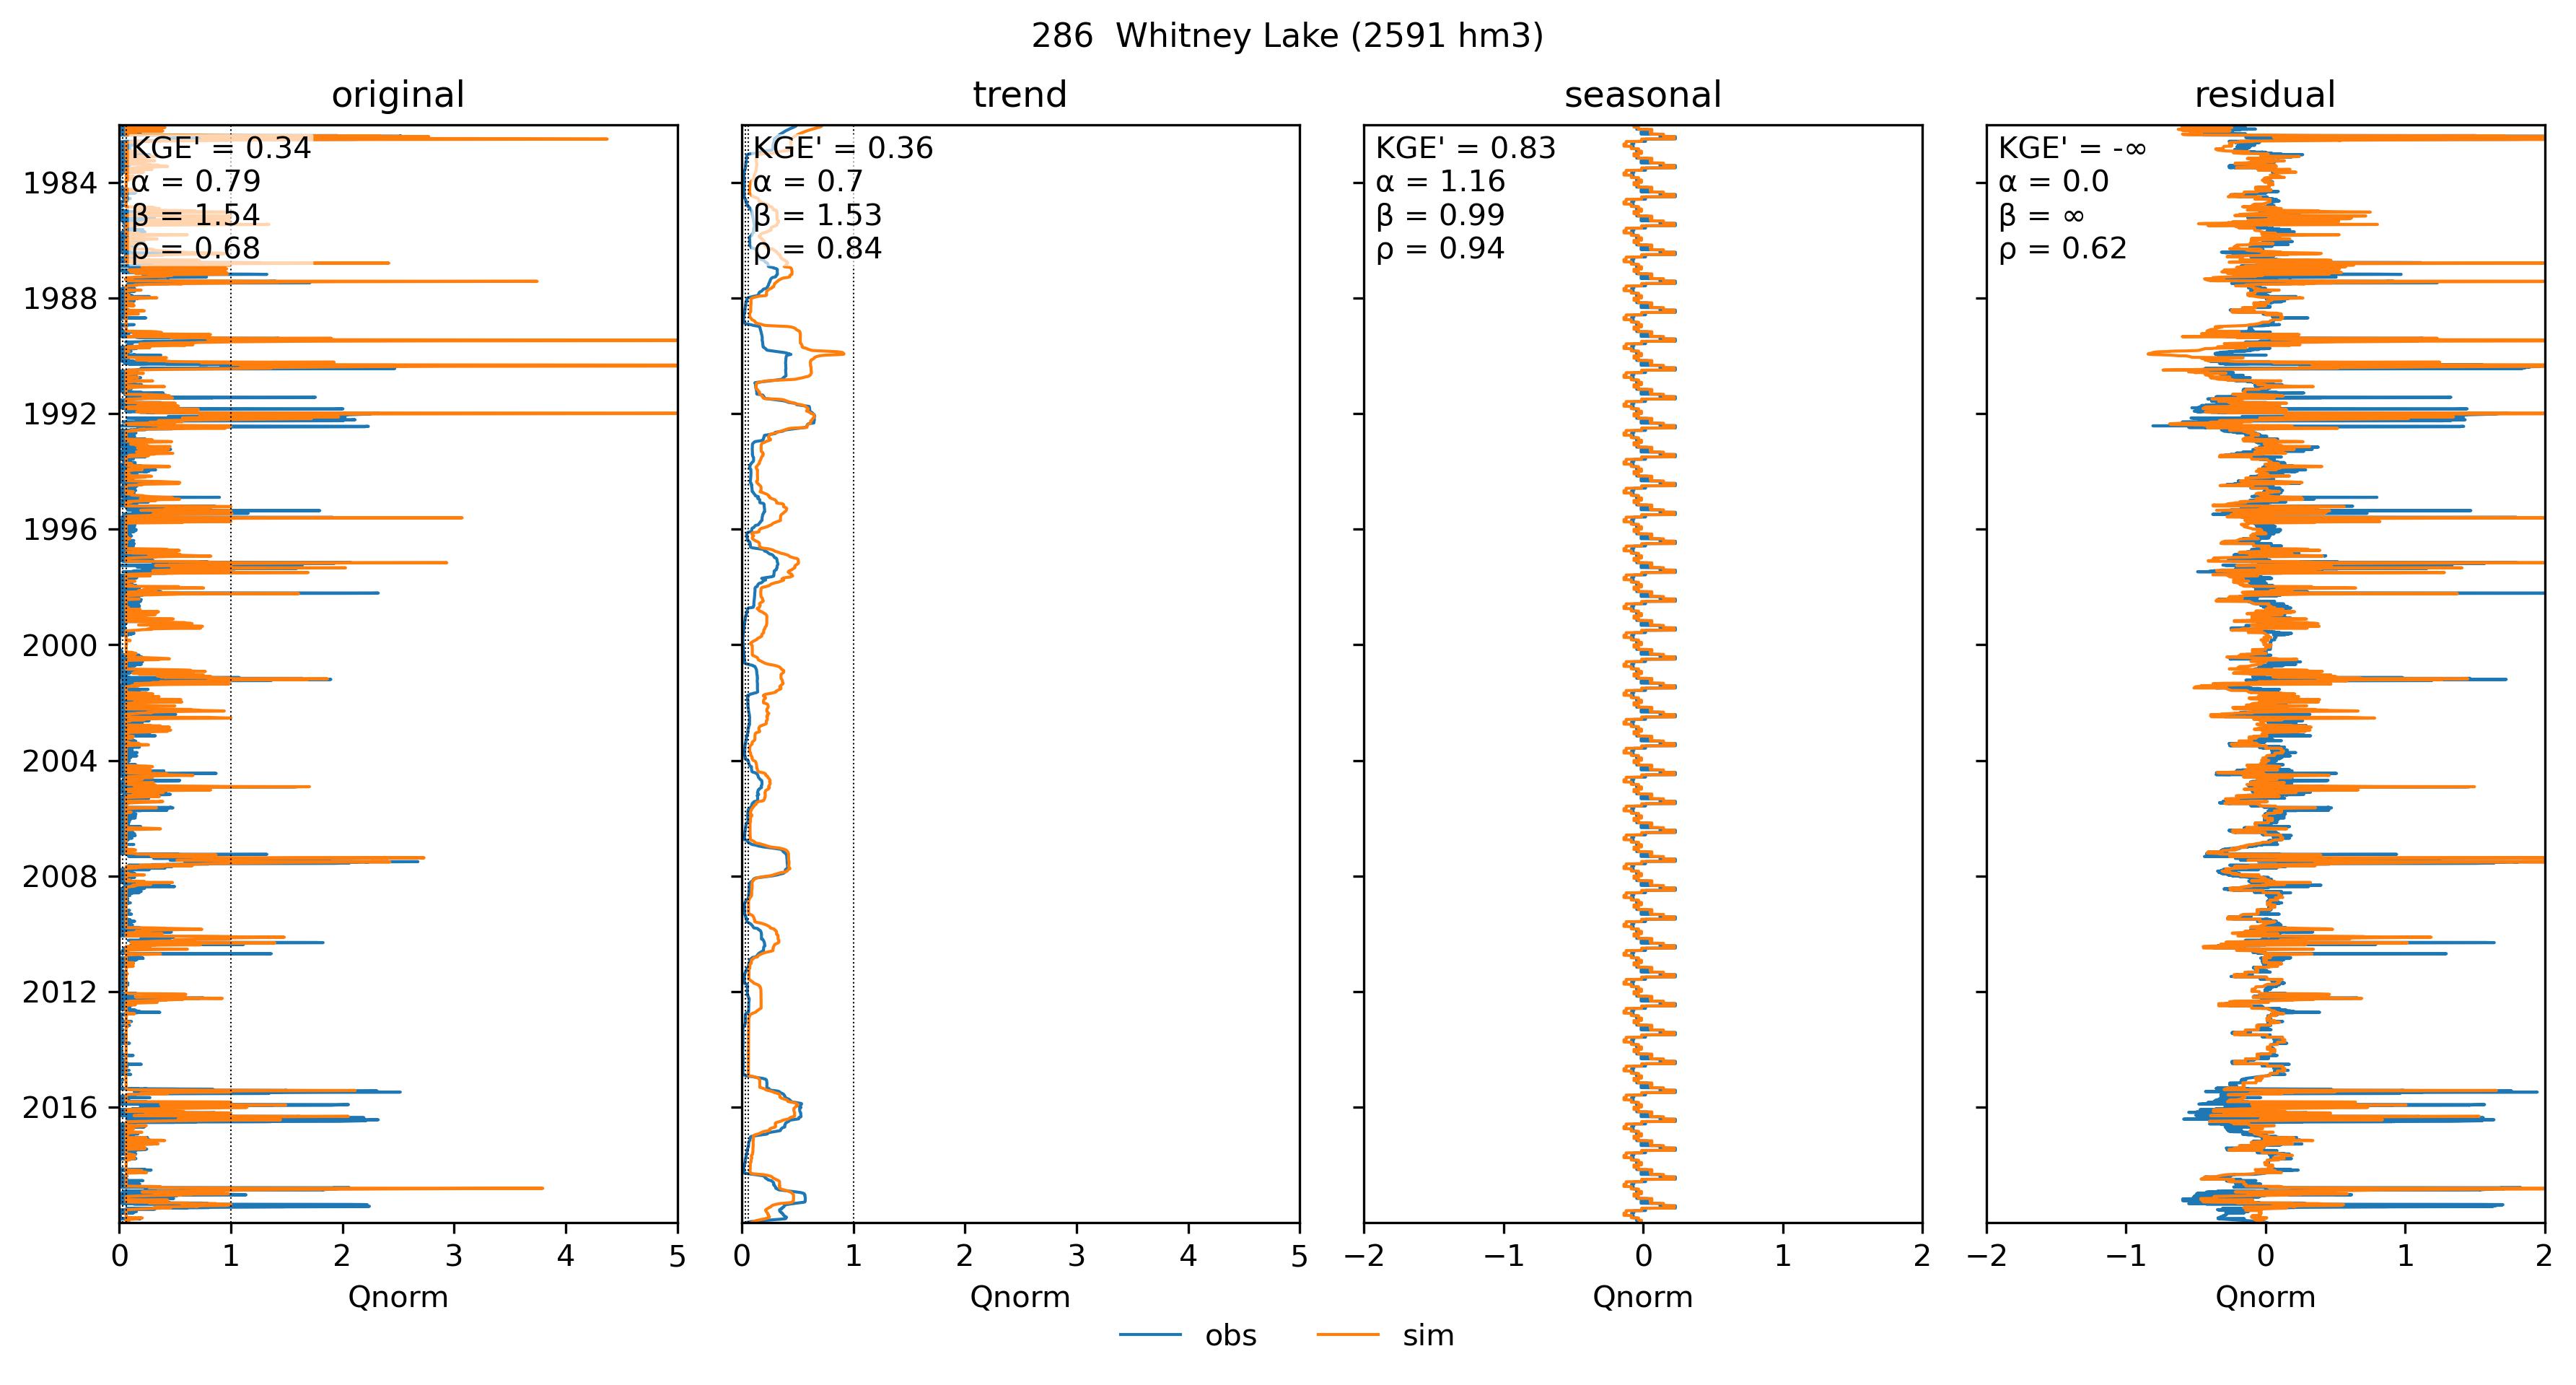 286  Whitney Lake (2591 hm3)
original
trend
seasonal
residual
KGE' = 0.34
α = 0.79
β = 1.54
ρ = 0.68
KGE' = 0.36
α = 0.7
β = 1.53
ρ = 0.84
KGE' = 0.83
α = 1.16
β = 0.99
ρ = 0.94
KGE' = -∞
α = 0.0
β = ∞
ρ = 0.62
1984
1988
1992
1996
2000
2004
2008
2012
2016
0 1 2 3 4 5
0 1 2 3 4 5
−2 −1 0 1 2
−2 −1 0 1 2
Qnorm
Qnorm
Qnorm
Qnorm
obs sim